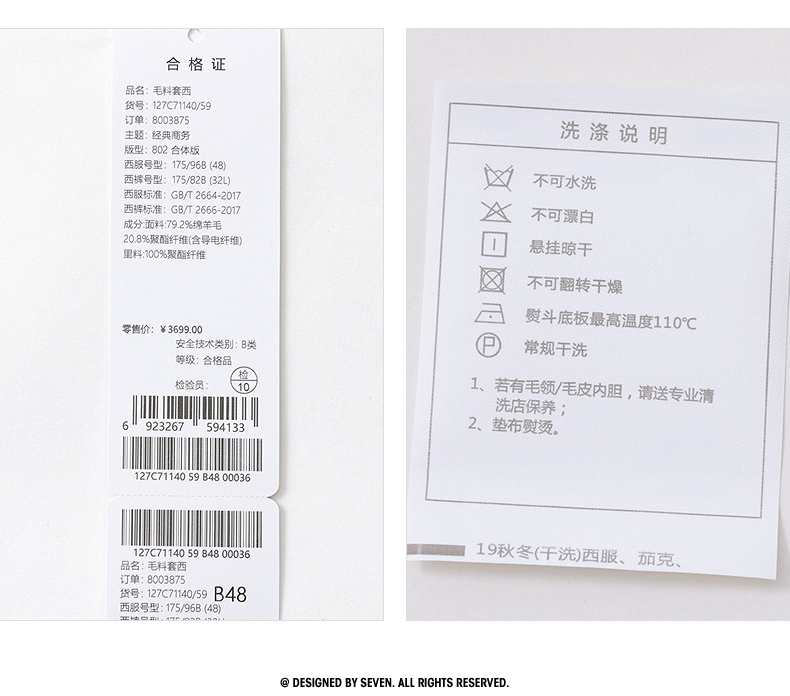 合格证
品名：毛料套西
货号：127C71140/59
订单：8003875
主题：经典商务
版型：802 合体版
西服号型：175/96B (48)
西裤号型：175/82B (32L)
西服标准：GB/T 2664-2017
西裤标准：GB/T 2666-2017
成分:面料:79.2%绵羊毛
20.8%聚酯纤维(含导电纤维)
里料:100%聚酯纤维
零售价：￥3699.00
安全技术类别：B类
等级：合格品
检验员：
检
10
6 923267 594133
127C71140 59 B48 00036
127C71140 59 B48 00036
品名：毛料套西
订单：8003875
货号：127C71140/59 B48
西服号型：175/96B (48)
洗涤说明
不可水洗
不可漂白
悬挂晾干
不可翻转干燥
熨斗底板最高温度110℃
P 常规干洗
1、若有毛领/毛皮内胆，请送专业清
洗店保养；
2、垫布熨烫。
19秋冬(干洗)西服、茄克、
@ DESIGNED BY SEVEN. ALL RIGHTS RESERVED.